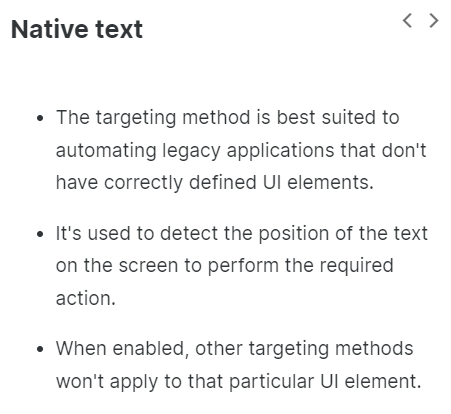 Native text
The targeting method is best suited to
automating legacy applications that don't
have correctly defined UI elements.
It's used to detect the position of the text
on the screen to perform the required
action.
When enabled, other targeting methods
won't apply to that particular UI element.